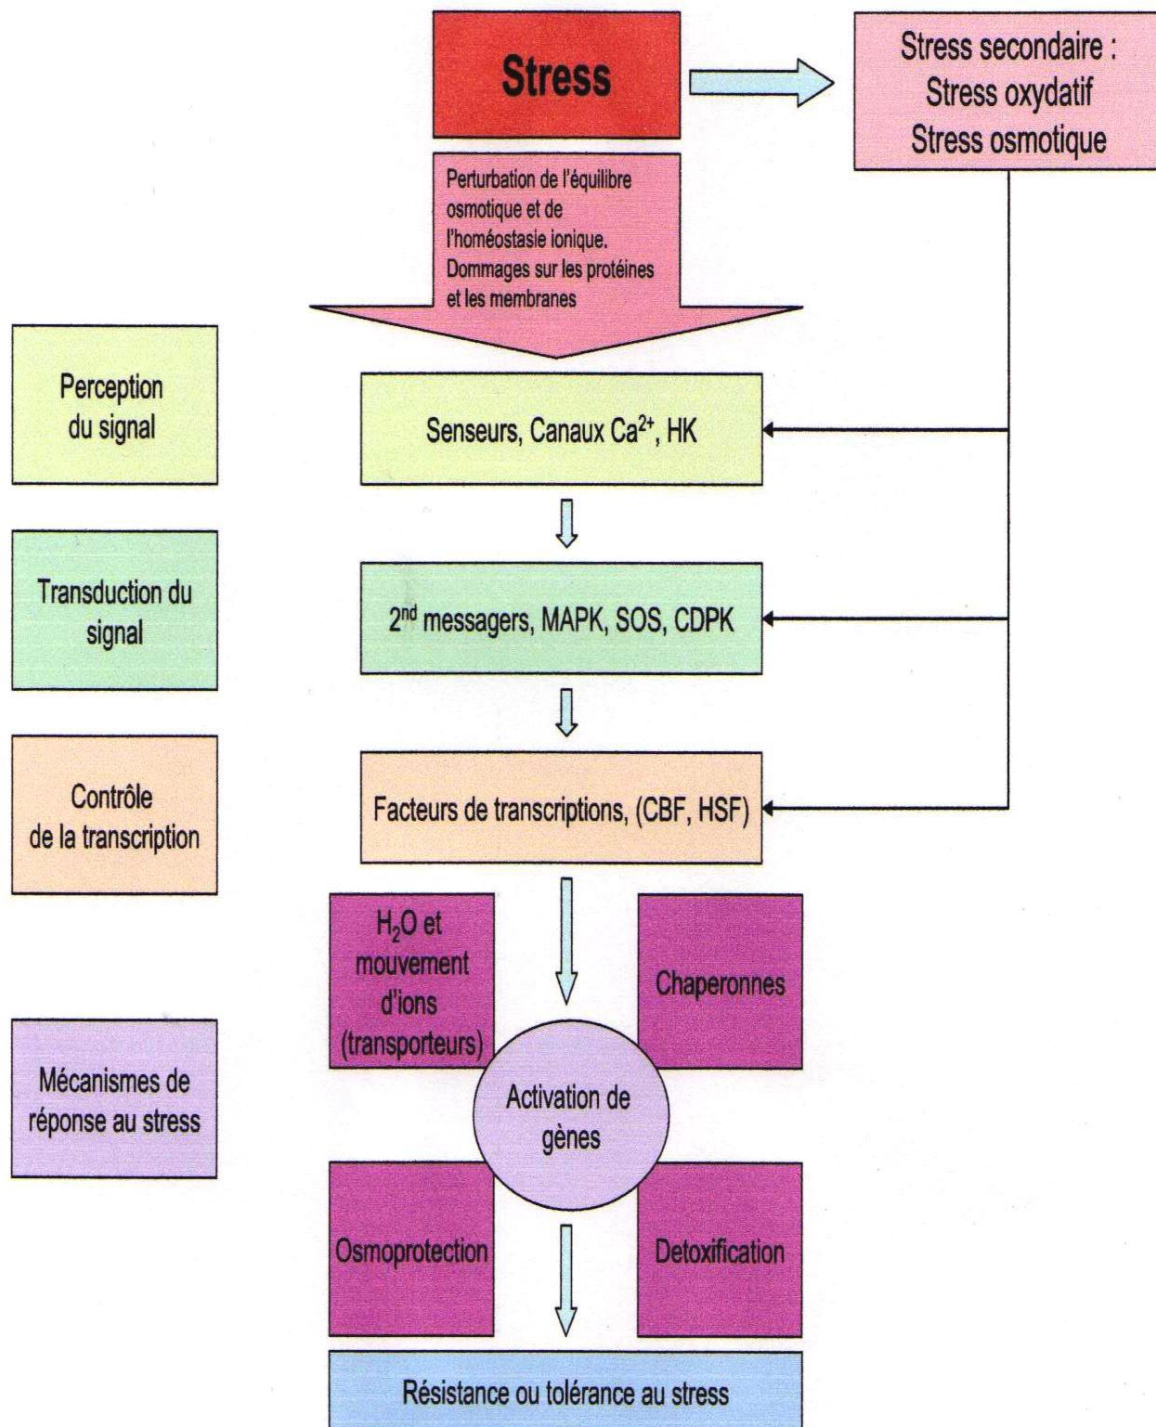 Stress
Stress secondaire :
Stress oxydatif
Stress osmotique
Perturbation de l'équilibre
osmotique et de
l'homéostasie ionique.
Dommages sur les protéines
et les membranes
Perception
du signal
Senseurs, Canaux Ca²⁺, HK
Transduction du
signal
2nd messagers, MAPK, SOS, CDPK
Contrôle
de la transcription
Facteurs de transcriptions, (CBF, HSF)
H₂O et
mouvement
d'ions
(transporteurs)
Chaperonnes
Mécanismes de
réponse au stress
Activation de
gènes
Osmoprotection
Detoxification
Résistance ou tolérance au stress